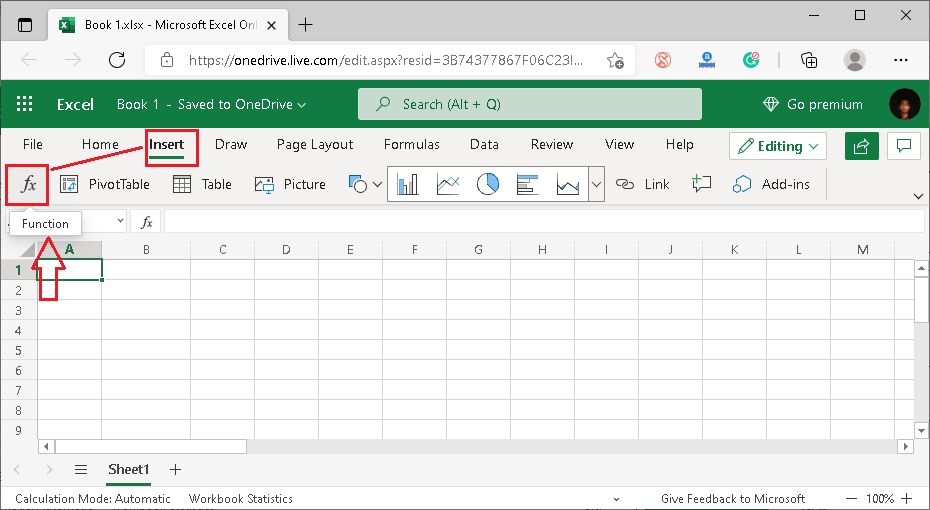 Book 1.xlsx - Microsoft Excel Onl
https://onedrive.live.com/edit.aspx?resid=3B74377867F06C23!...
Excel Book 1 - Saved to OneDrive Search (Alt + Q) Go premium
File Home Insert Draw Page Layout Formulas Data Review View Help Editing
fx PivotTable Table Picture Link Add-ins
Function fx
A B C D E F G H I J K L M
1
2
3
4
5
6
7
8
9
Sheet1
Calculation Mode: Automatic Workbook Statistics Give Feedback to Microsoft 100%